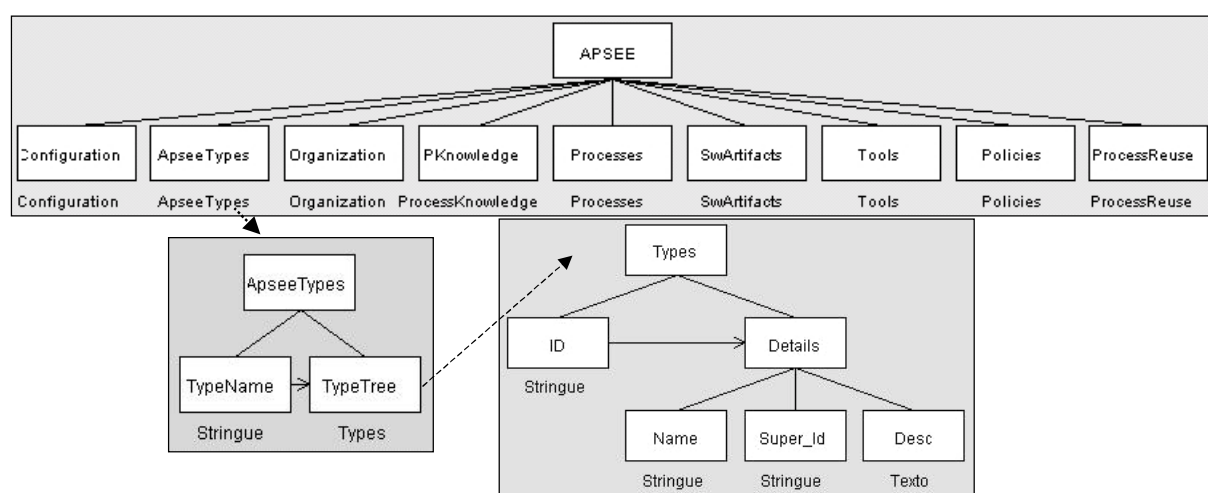 APSEE
Configuration ApseeTypes Organization PKnowledge Processes SwArtifacts Tools Policies ProcessReuse
Configuration ApseeTypes Organization ProcessKnowledge Processes SwArtifacts Tools Policies ProcessReuse
ApseeTypes
TypeName TypeTree
Stringue Types
Types
ID Details
Stringue
Name Super_Id Desc
Stringue Stringue Texto